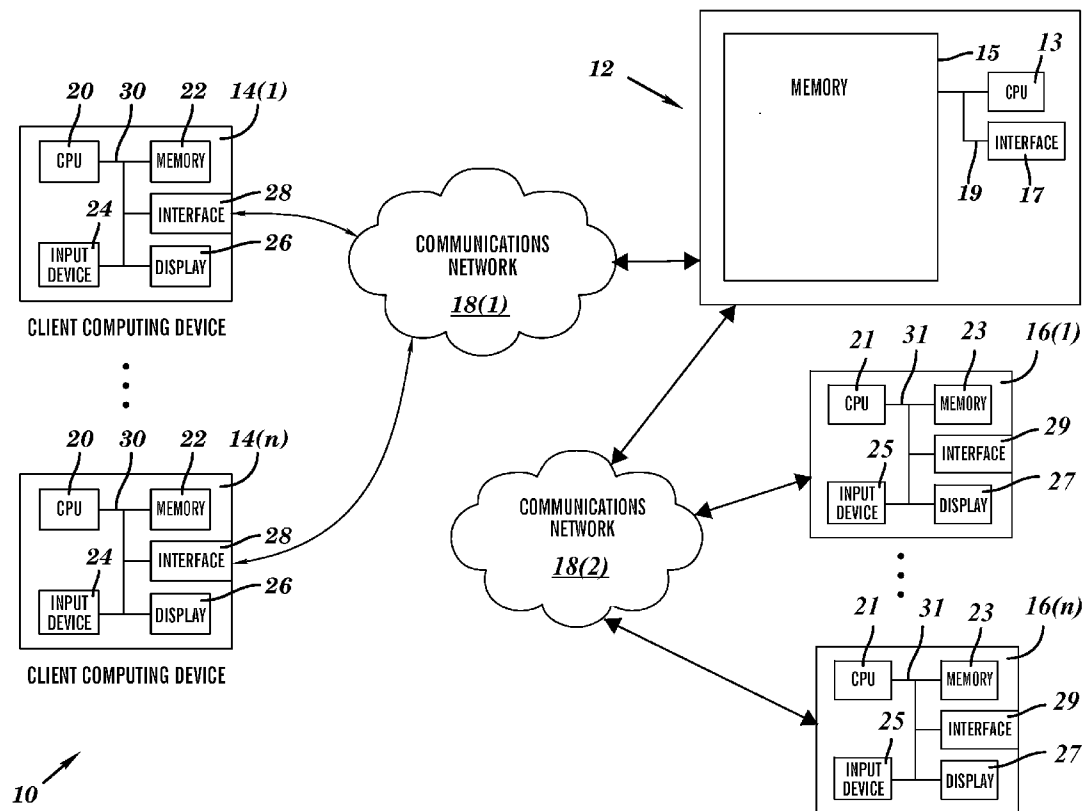 20
30
22
14(1)
CPU
MEMORY
28
24
INTERFACE
26
INPUT
DEVICE
DISPLAY
CLIENT COMPUTING DEVICE
20
30
22
14(n)
CPU
MEMORY
28
24
INTERFACE
26
INPUT
DEVICE
DISPLAY
CLIENT COMPUTING DEVICE
10
COMMUNICATIONS
NETWORK
18(1)
12
MEMORY
15
13
CPU
INTERFACE
19
17
COMMUNICATIONS
NETWORK
18(2)
21
31
23
16(1)
CPU
MEMORY
29
25
INTERFACE
27
INPUT
DEVICE
DISPLAY
21
31
23
16(n)
CPU
MEMORY
29
25
INTERFACE
27
INPUT
DEVICE
DISPLAY